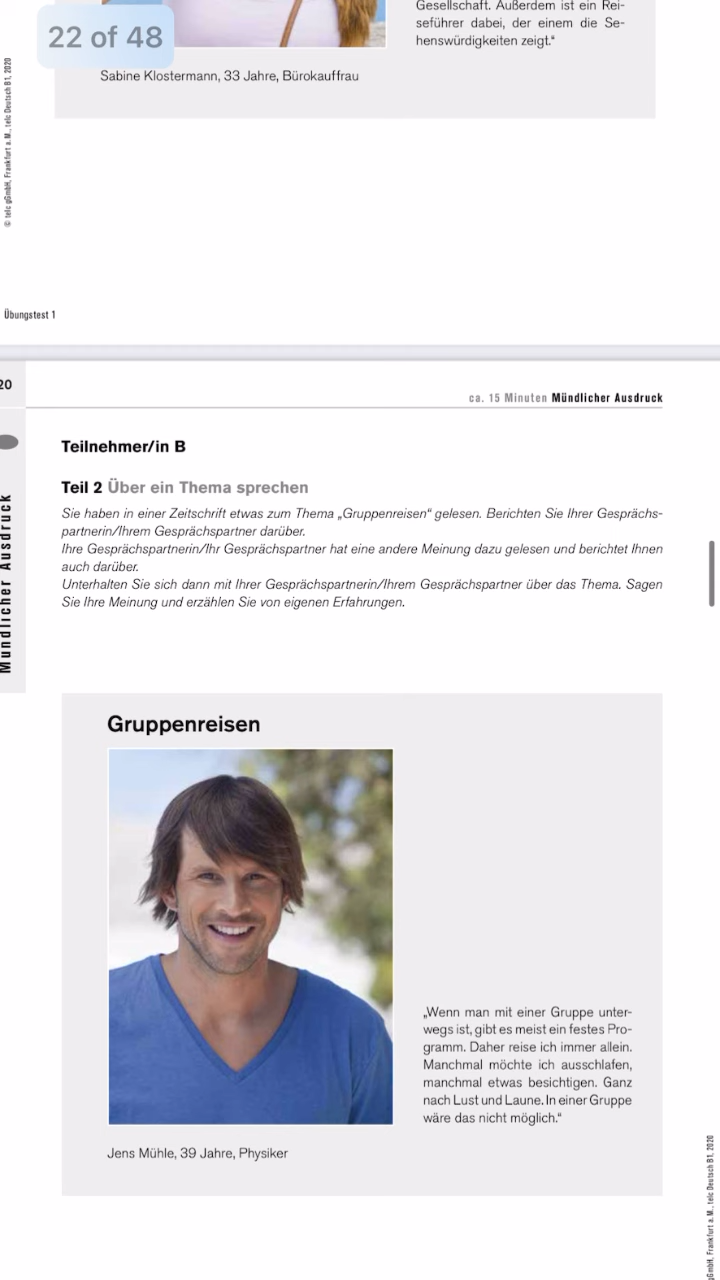 Gesellschaft. Außerdem ist ein Rei-
seführer dabei, der einem die Se-
henswürdigkeiten zeigt.“
22 of 48
Sabine Klostermann, 33 Jahre, Bürokauffrau
© telc gGmbH, Frankfurt a. M., telc Deutsch B1, 2020
Übungstest 1
20
ca. 15 Minuten Mündlicher Ausdruck
Mündlicher Ausdruck
Teilnehmer/in B
Teil 2 Über ein Thema sprechen
Sie haben in einer Zeitschrift etwas zum Thema „Gruppenreisen“ gelesen. Berichten Sie Ihrer Gesprächs-
partnerin/Ihrem Gesprächspartner darüber.
Ihre Gesprächspartnerin/Ihr Gesprächspartner hat eine andere Meinung dazu gelesen und berichtet Ihnen
auch darüber.
Unterhalten Sie sich dann mit Ihrer Gesprächspartnerin/Ihrem Gesprächspartner über das Thema. Sagen
Sie Ihre Meinung und erzählen Sie von eigenen Erfahrungen.
Gruppenreisen
„Wenn man mit einer Gruppe unter-
wegs ist, gibt es meist ein festes Pro-
gramm. Daher reise ich immer allein.
Manchmal möchte ich ausschlafen,
manchmal etwas besichtigen. Ganz
nach Lust und Laune. In einer Gruppe
wäre das nicht möglich.“
Jens Mühle, 39 Jahre, Physiker
gGmbH, Frankfurt a. M., telc Deutsch B1, 2020